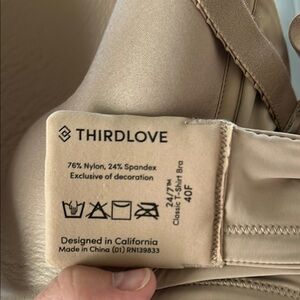 THIRDLOVE
76% Nylon, 24% Spandex
Exclusive of decoration
24/7™
Classic T-Shirt Bra
40F
Designed in California
Made in China (01) RN139833